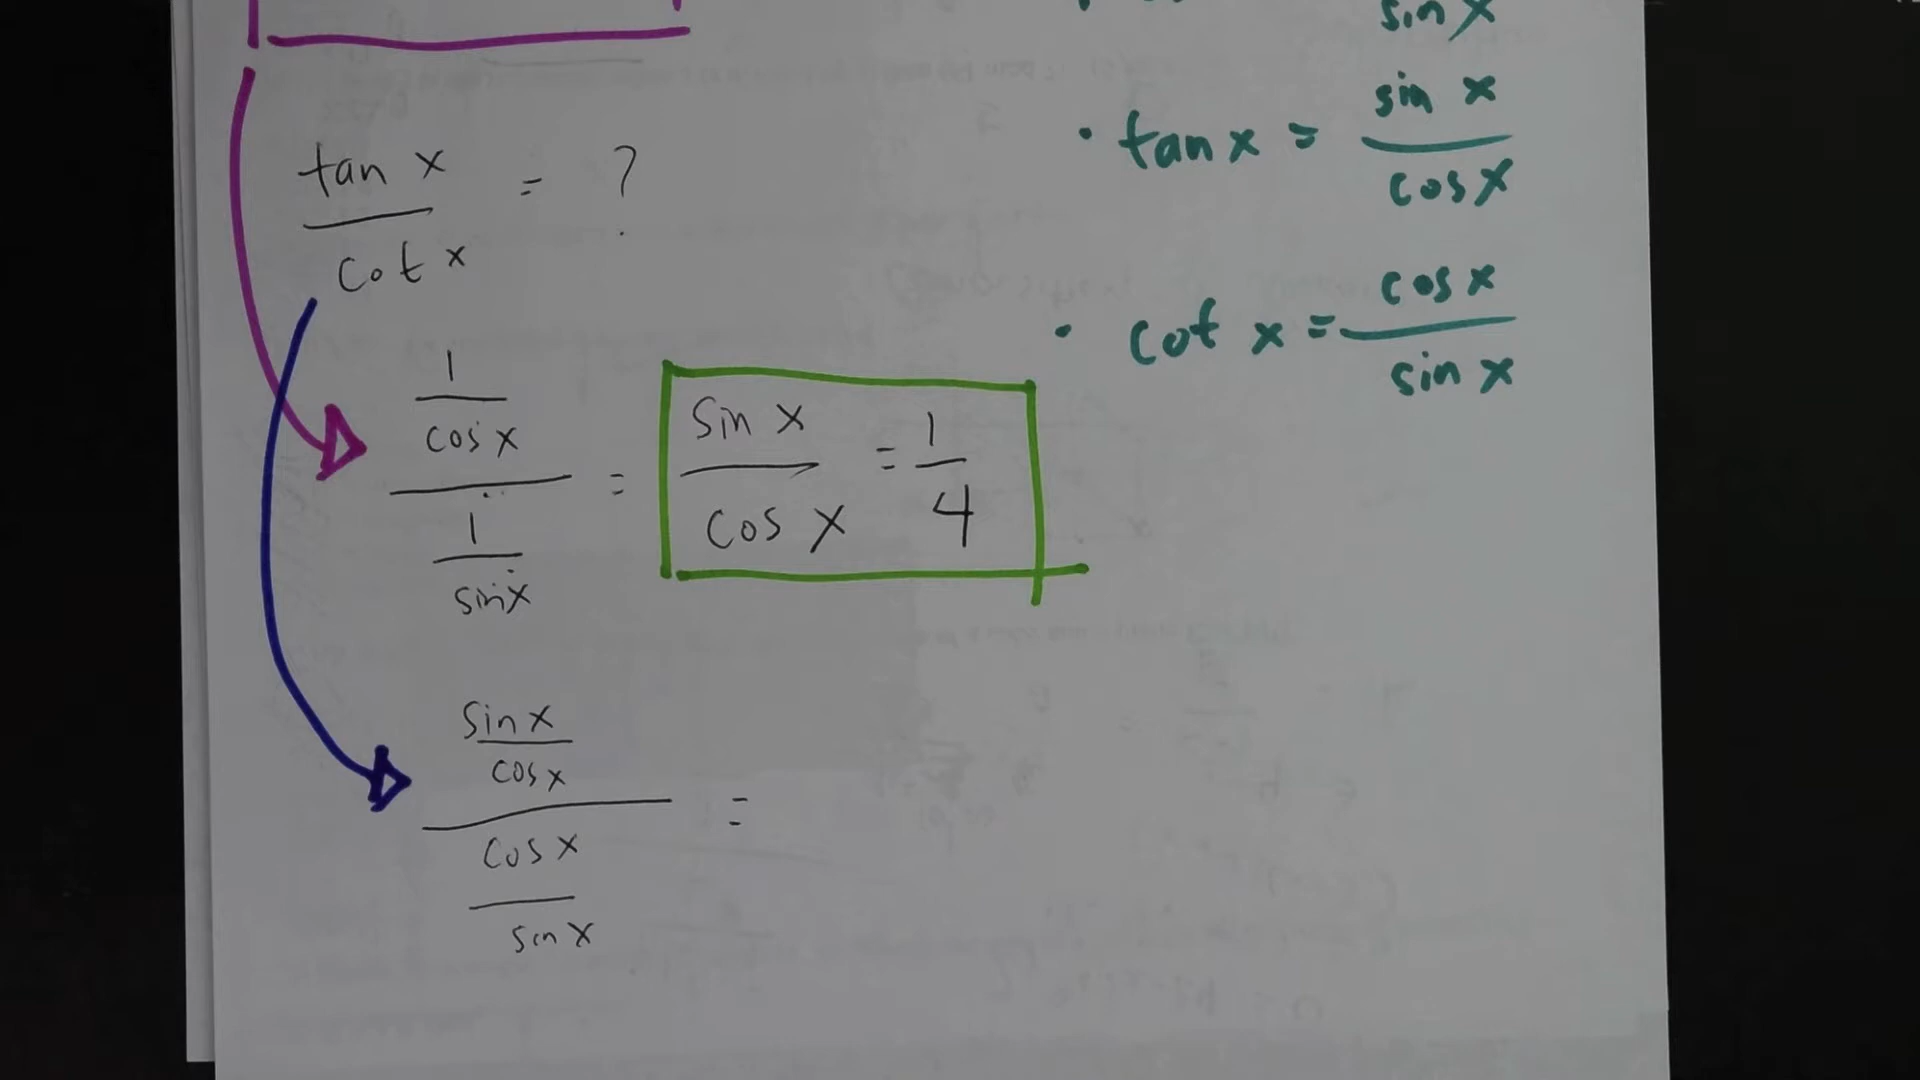 sin x
tan x = sin x / cos x
cot x = cos x / sin x
tan x / cot x = ?
1 / cos x
1 / sin x
= sin x / cos x = 1 / 4
sin x / cos x
cos x / sin x
=